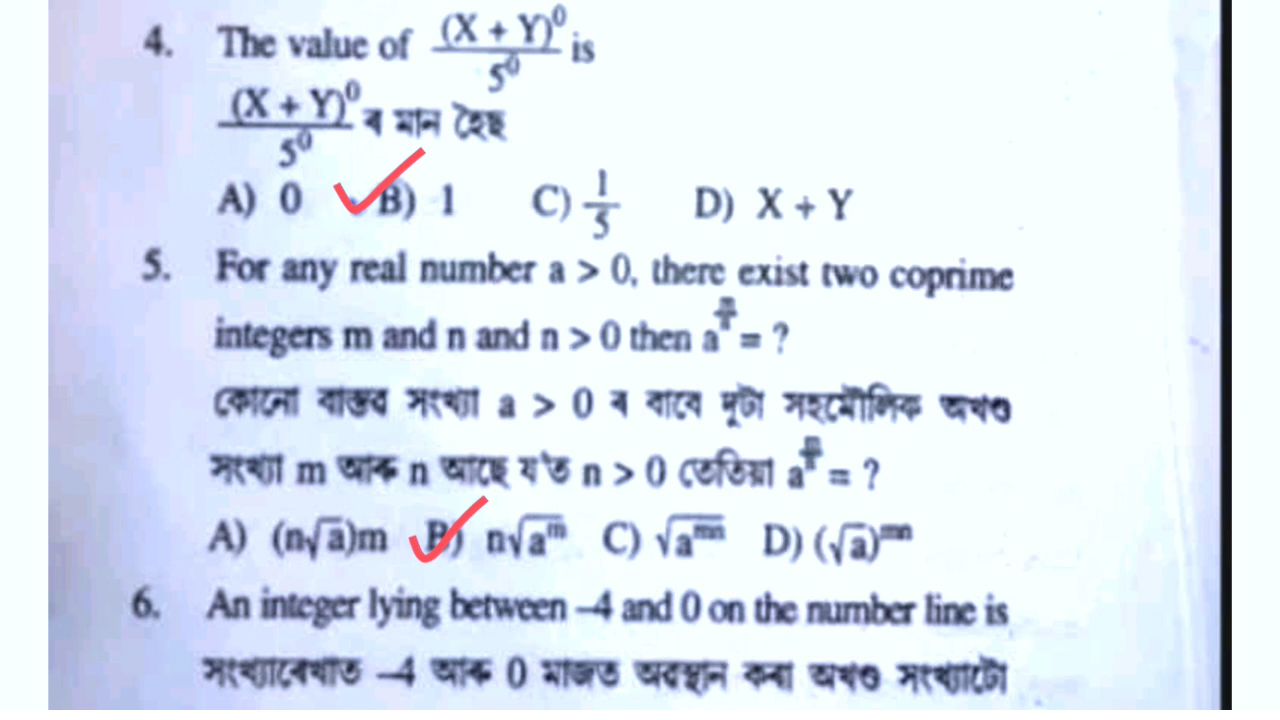 4. The value of (X + Y)⁰/5⁰ is
(X + Y)⁰/5⁰ ৰ মান হৈছ
A) 0 B) 1 C) 1/5 D) X + Y
5. For any real number a > 0, there exist two coprime
integers m and n and n > 0 then a^(m/n) = ?
কোনো বাস্তব সংখ্যা a > 0 ৰ বাবে দুটা সহমৌলিক অখণ্ড
সংখ্যা m আৰু n আছে য'ত n > 0 তেতিয়া a^(m/n) = ?
A) (n√a)m B) n√a^m C) √a^mn D) (√a)^mn
6. An integer lying between –4 and 0 on the number line is
সংখ্যাৰেখাত –4 আৰু 0 মাজত অৱস্থান কৰা অখণ্ড সংখ্যাটো